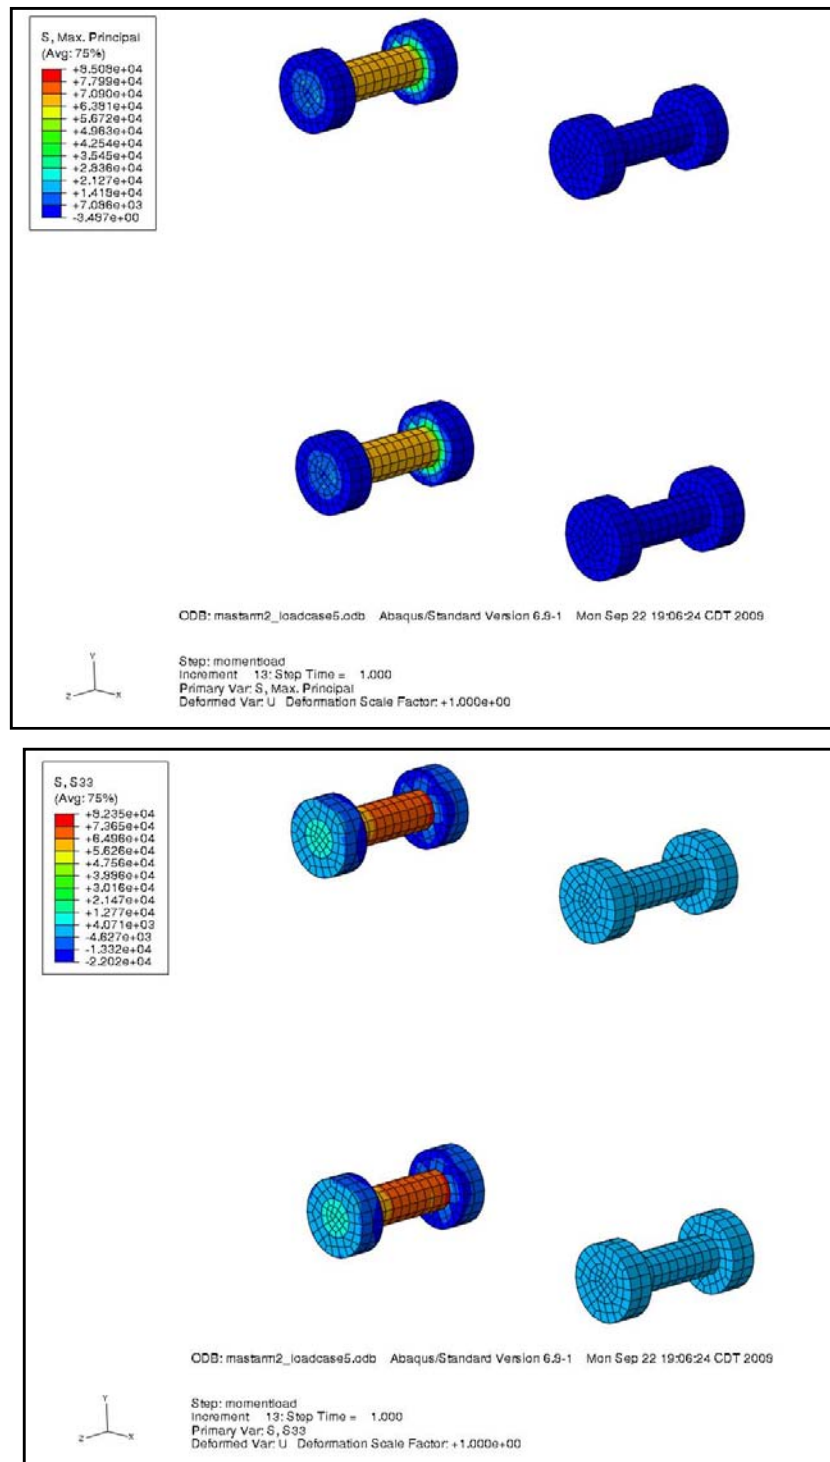 S, Max. Principal
(Avg: 75%)
+8.508e+04
+7.799e+04
+7.090e+04
+6.381e+04
+5.672e+04
+4.963e+04
+4.254e+04
+3.545e+04
+2.836e+04
+2.127e+04
+1.418e+04
+7.086e+03
-3.487e+00
ODB: mastarm2_loadcase5.odb Abaqus/Standard Version 6.8-1 Mon Sep 22 19:06:24 CDT 2008
Y
Z X
Step: momentload
Increment 13: Step Time = 1.000
Primary Var: S, Max. Principal
Deformed Var: U Deformation Scale Factor: +1.000e+00
S, S33
(Avg: 75%)
+8.235e+04
+7.365e+04
+6.496e+04
+5.626e+04
+4.756e+04
+3.886e+04
+3.016e+04
+2.147e+04
+1.277e+04
+4.071e+03
-4.627e+03
-1.332e+04
-2.202e+04
ODB: mastarm2_loadcase5.odb Abaqus/Standard Version 6.8-1 Mon Sep 22 19:06:24 CDT 2008
Y
Z X
Step: momentload
Increment 13: Step Time = 1.000
Primary Var: S, S33
Deformed Var: U Deformation Scale Factor: +1.000e+00